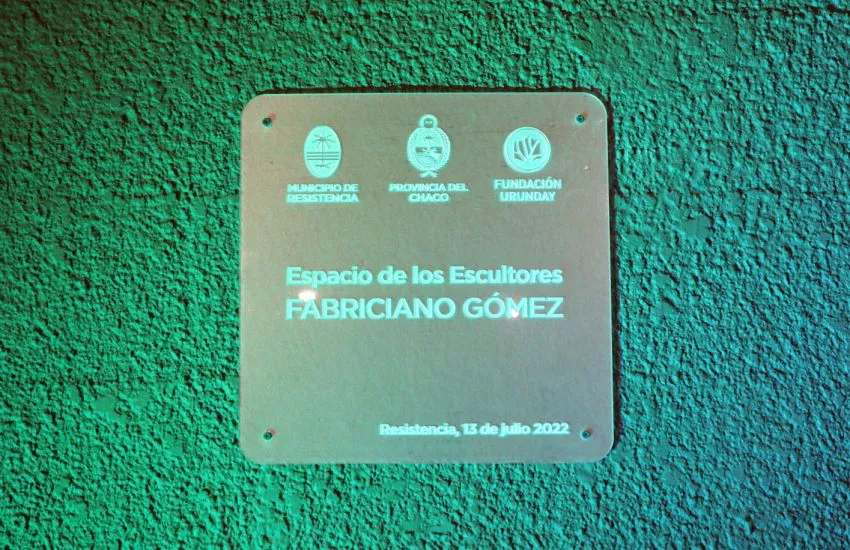 MUNICIPIO DE
RESISTENCIA
PROVINCIA DEL
CHACO
FUNDACIÓN
URUNDAY
Espacio de los Escultores
FABRICIANO GÓMEZ
Resistencia, 13 de julio 2022